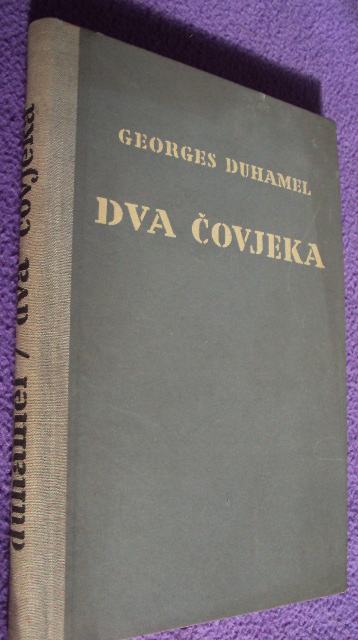 GEORGES DUHAMEL
DVA ČOVJEKA
duhamel / dva čovjeka